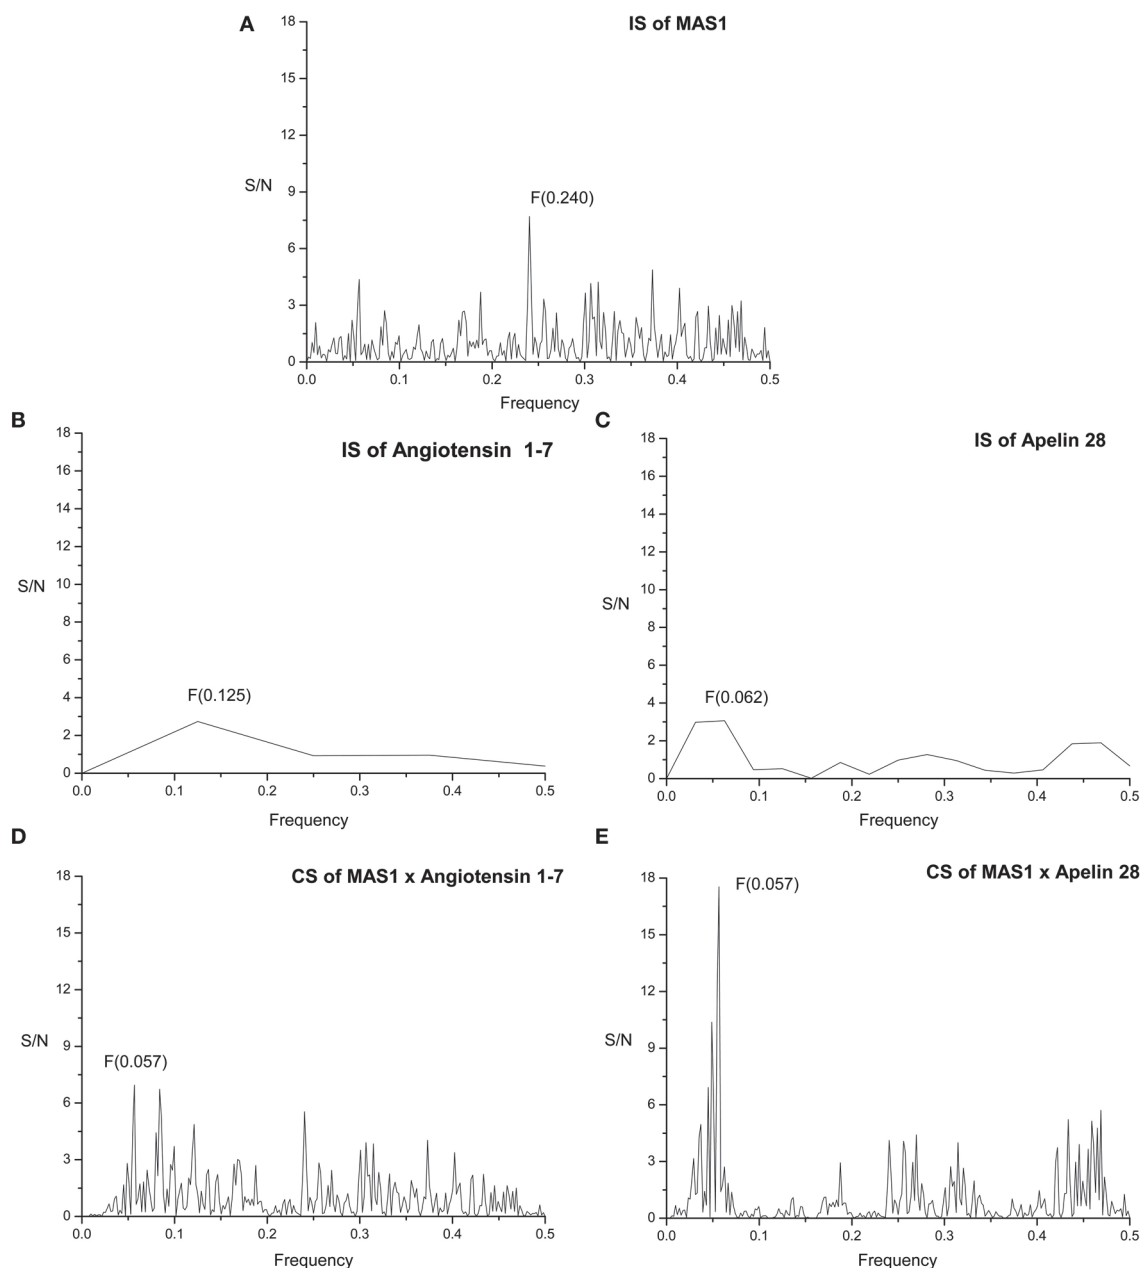 A
IS of MAS1
18
15
12
S/N
9
F(0.240)
6
3
0
0.0 0.1 0.2 0.3 0.4 0.5
Frequency
B
IS of Angiotensin 1-7
18
16
14
12
S/N
10
8
6
4
F(0.125)
2
0
0.0 0.1 0.2 0.3 0.4 0.5
Frequency
C
IS of Apelin 28
18
16
14
12
10
S/N
8
6
4
F(0.062)
2
0
0.0 0.1 0.2 0.3 0.4 0.5
Frequency
D
CS of MAS1 x Angiotensin 1-7
18
15
12
S/N
9
F(0.057)
6
3
0
0.0 0.1 0.2 0.3 0.4 0.5
Frequency
E
CS of MAS1 x Apelin 28
F(0.057)
18
15
12
S/N
9
6
3
0
0.0 0.1 0.2 0.3 0.4 0.5
Frequency